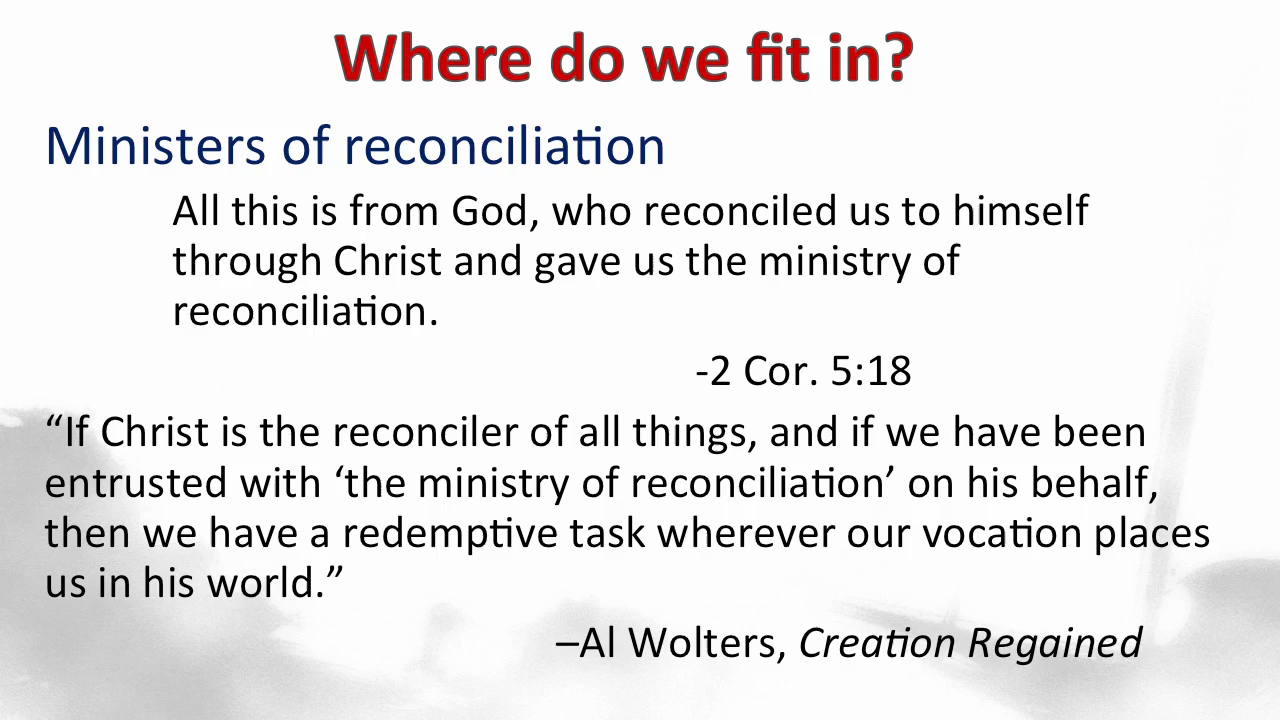 Where do we fit in?
Ministers of reconciliation
All this is from God, who reconciled us to himself
through Christ and gave us the ministry of
reconciliation.
-2 Cor. 5:18
“If Christ is the reconciler of all things, and if we have been
entrusted with ‘the ministry of reconciliation’ on his behalf,
then we have a redemptive task wherever our vocation places
us in his world.”
–Al Wolters, Creation Regained